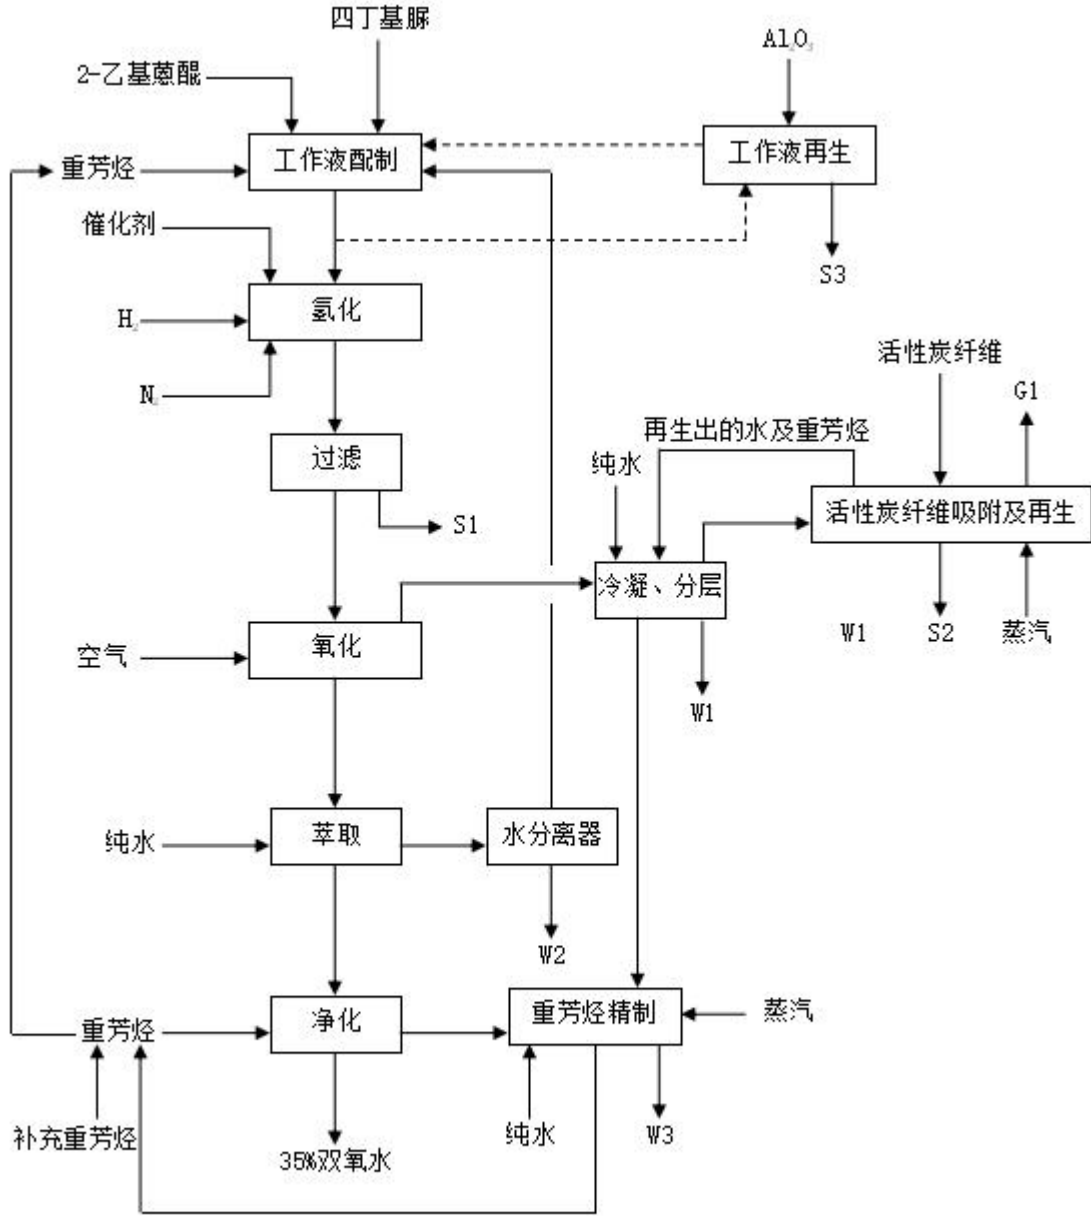 四丁基脲
Al₂O₃
2-乙基蒽醌
工作液配制
工作液再生
重芳烃
催化剂
S3
氢化
H₂
活性炭纤维
N₂
G1
再生出的水及重芳烃
过滤
纯水
活性炭纤维吸附及再生
S1
冷凝、分层
空气
氧化
W1
S2
蒸汽
W1
纯水
萃取
水分离器
W2
重芳烃
净化
重芳烃精制
蒸汽
补充重芳烃
35%双氧水
纯水
W3